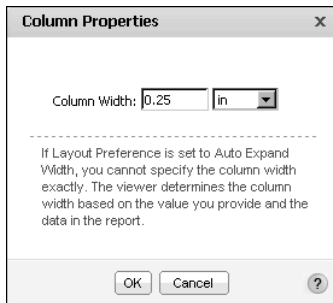 Column Properties x
Column Width: 0.25 in
If Layout Preference is set to Auto Expand
Width, you cannot specify the column width
exactly. The viewer determines the column
width based on the value you provide and the
data in the report.
OK Cancel ?